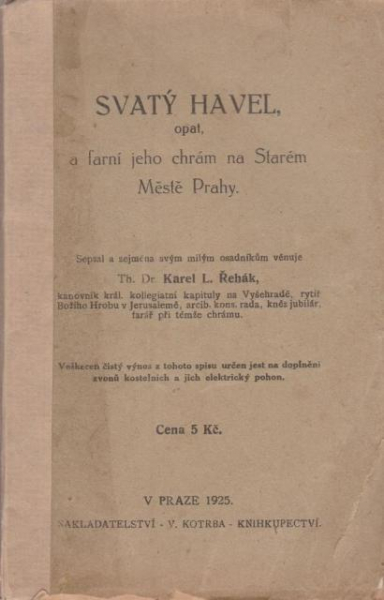 SVATÝ HAVEL,
opat,
a farní jeho chrám na Starém
Městě Prahy.
Sepsal a sejména svým milým osadníkům věnuje
Th. Dr. Karel L. Řehák,
kanovník král. kollegiatní kapituly na Vyšehradě, rytíř
Božího Hrobu v Jerusalemě, arcib. kons. rada, kněz jubilár.
farář při témže chrámu.
Veškeren čistý výnos z tohoto spisu určen jest na doplnění
zvonů kostelních a jich elektrický pohon.
Cena 5 Kč.
V PRAZE 1925.
NAKLADATELSTVÍ - V. KOTRBA - KNIHKUPECTVÍ.